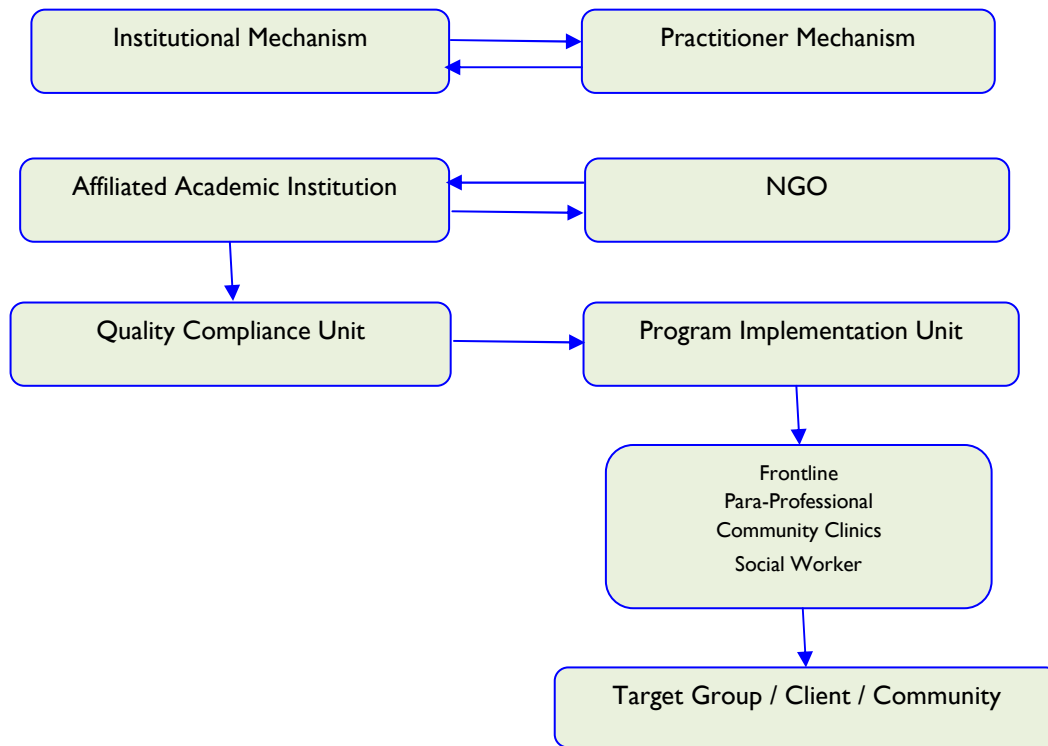 Institutional Mechanism
Practitioner Mechanism
Affiliated Academic Institution
NGO
Quality Compliance Unit
Program Implementation Unit
Frontline
Para-Professional
Community Clinics
Social Worker
Target Group / Client / Community